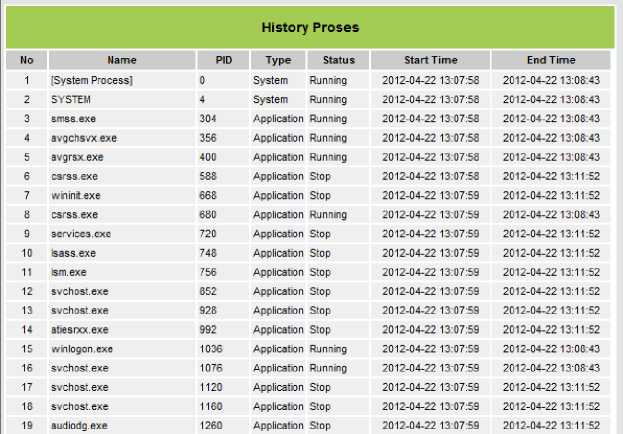 History Proses
No Name PID Type Status Start Time End Time
1 [System Process] 0 System Running 2012-04-22 13:07:58 2012-04-22 13:08:43
2 SYSTEM 4 System Running 2012-04-22 13:07:58 2012-04-22 13:08:43
3 smss.exe 304 Application Running 2012-04-22 13:07:58 2012-04-22 13:08:43
4 avgchsvx.exe 356 Application Running 2012-04-22 13:07:58 2012-04-22 13:08:43
5 avgrsx.exe 400 Application Running 2012-04-22 13:07:58 2012-04-22 13:08:43
6 csrss.exe 588 Application Stop 2012-04-22 13:07:58 2012-04-22 13:11:52
7 wininit.exe 668 Application Stop 2012-04-22 13:07:59 2012-04-22 13:11:52
8 csrss.exe 680 Application Running 2012-04-22 13:07:59 2012-04-22 13:08:43
9 services.exe 720 Application Stop 2012-04-22 13:07:59 2012-04-22 13:11:52
10 lsass.exe 748 Application Stop 2012-04-22 13:07:59 2012-04-22 13:11:52
11 lsm.exe 756 Application Stop 2012-04-22 13:07:59 2012-04-22 13:11:52
12 svchost.exe 852 Application Stop 2012-04-22 13:07:59 2012-04-22 13:11:52
13 svchost.exe 928 Application Stop 2012-04-22 13:07:59 2012-04-22 13:11:52
14 atiesrxx.exe 992 Application Stop 2012-04-22 13:07:59 2012-04-22 13:11:52
15 winlogon.exe 1036 Application Running 2012-04-22 13:07:59 2012-04-22 13:08:43
16 svchost.exe 1076 Application Running 2012-04-22 13:07:59 2012-04-22 13:08:43
17 svchost.exe 1120 Application Stop 2012-04-22 13:07:59 2012-04-22 13:11:52
18 svchost.exe 1160 Application Stop 2012-04-22 13:07:59 2012-04-22 13:11:52
19 audiodg.exe 1260 Application Stop 2012-04-22 13:07:59 2012-04-22 13:11:52